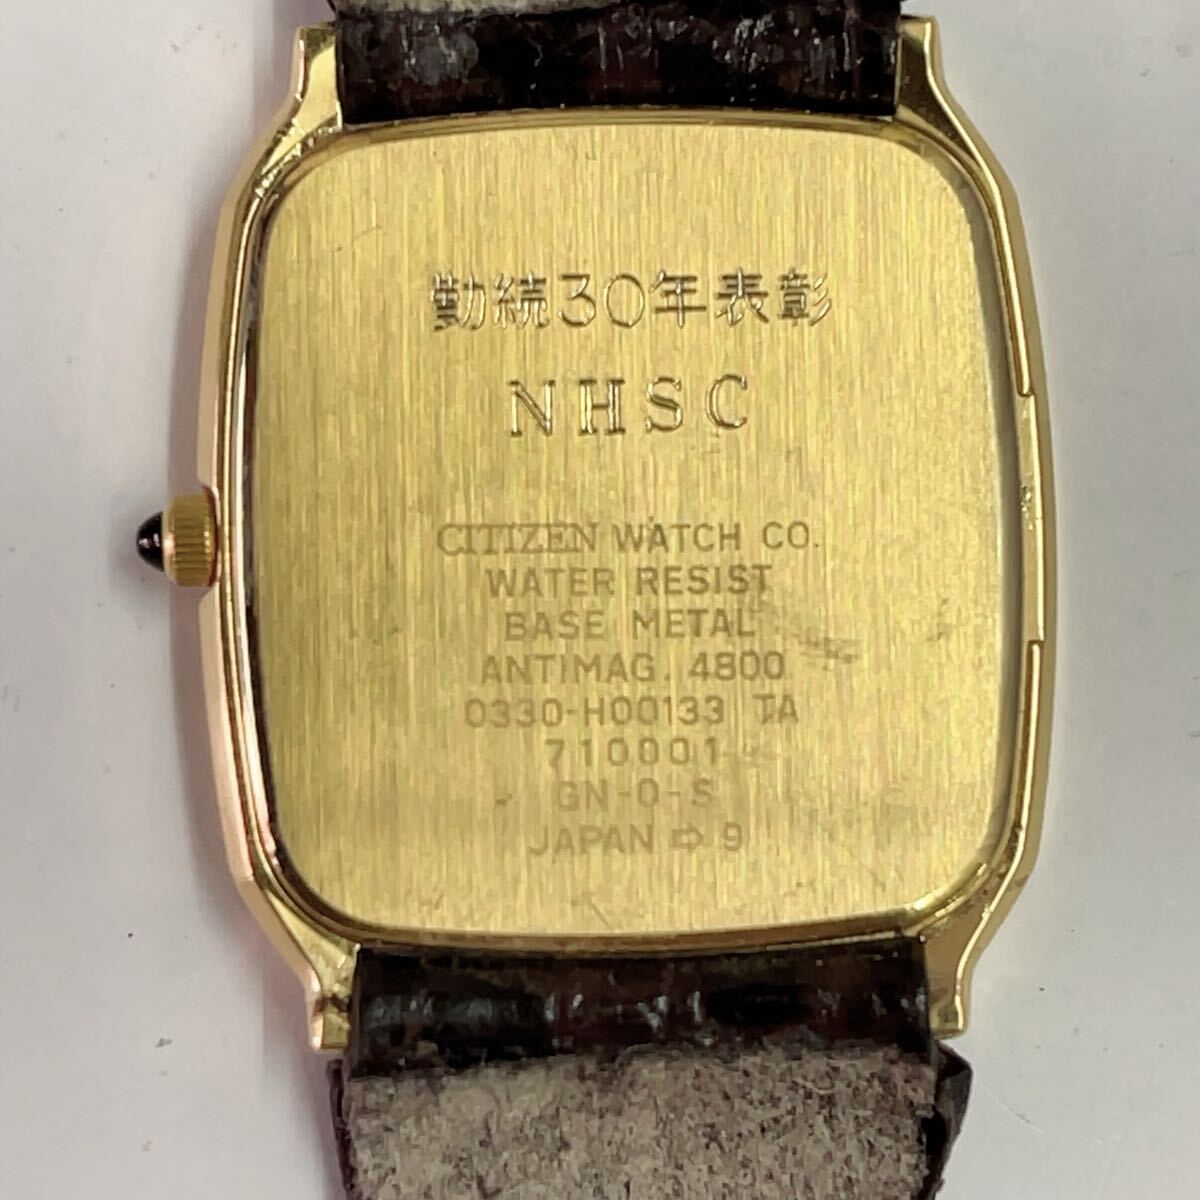 勤続30年表彰
NHSC
CITIZEN WATCH CO.
WATER RESIST
BASE METAL
ANTIMAG. 4800
0330-H00133 TA
710001
GN-0-S
JAPAN ⇨ 9